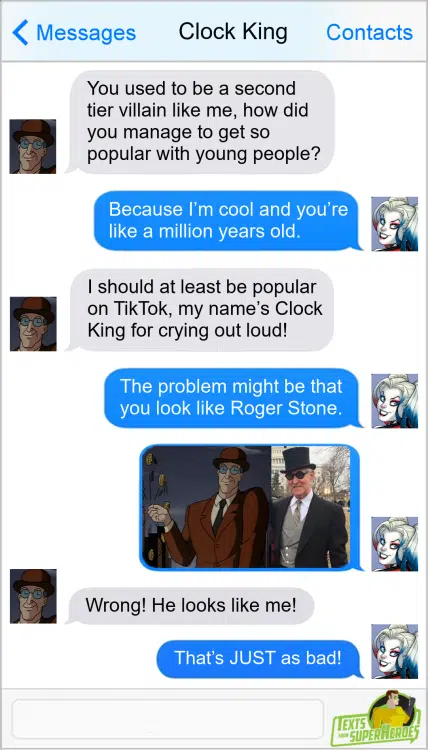 Messages
Clock King
Contacts
You used to be a second
tier villain like me, how did
you manage to get so
popular with young people?
Because I’m cool and you’re
like a million years old.
I should at least be popular
on TikTok, my name’s Clock
King for crying out loud!
The problem might be that
you look like Roger Stone.
Wrong! He looks like me!
That’s JUST as bad!
TEXTS
FROM
SUPERHEROES